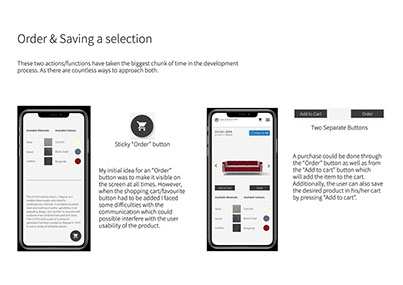 Order & Saving a selection
These two actions/functions have taken the biggest chunk of time in the development
process. As there are countless ways to approach both.
Available Materials Available Colours
Wood
Metal
Leather
Sticky "Order" button
My initial idea for an "Order"
button was to make it visible on
the screen at all times. However,
when the shopping cart/favourite
button had to be added I faced
some difficulties with the
communication which could
possible interfere with the user
usability of the product.
Available Materials Available Colours
Wood
Metal
Leather
Add to Cart Order
Two Separate Buttons
A purchase could be done through
the "Order" button as well as from
the "Add to cart" button which
will add the item to the cart.
Additionally, the user can also save
the desired product in his/her cart
by pressing "Add to cart".